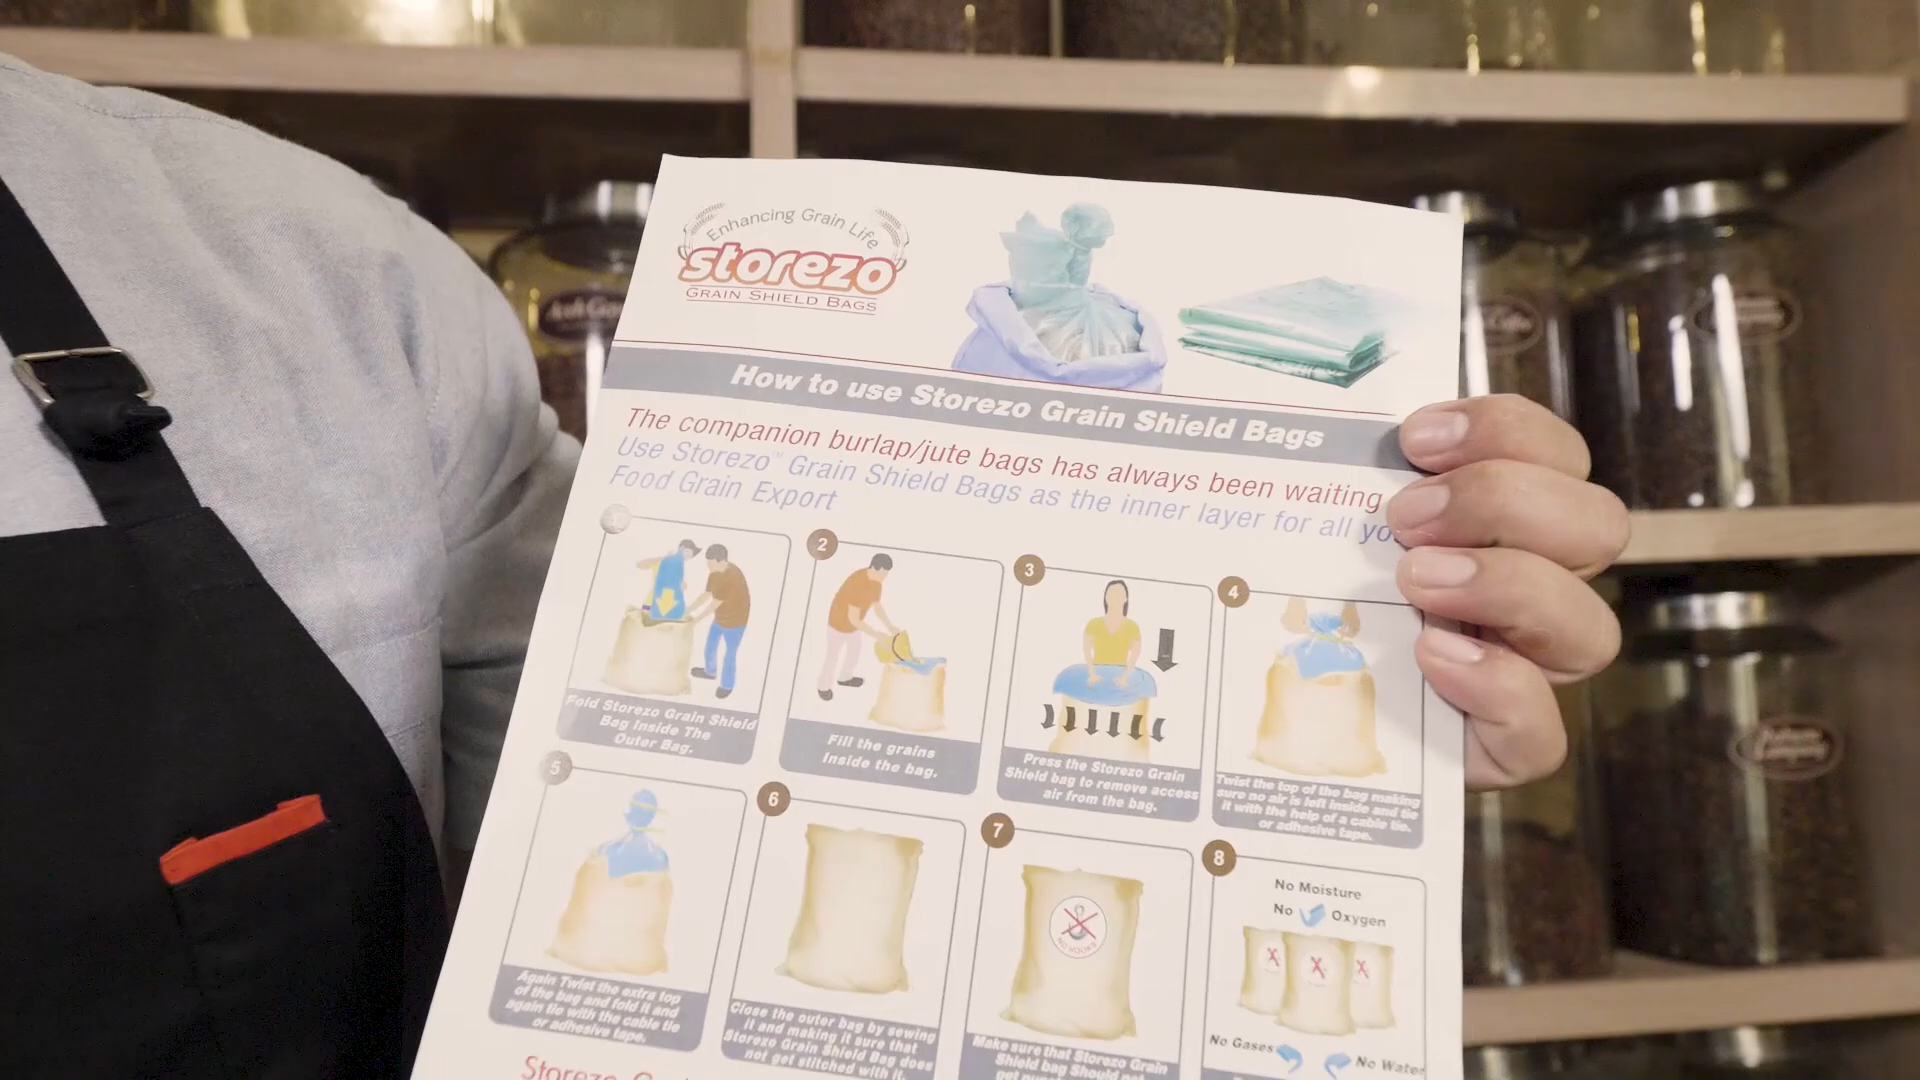 Enhancing Grain Life
storezo
GRAIN SHIELD BAGS
How to use Storezo Grain Shield Bags
The companion burlap/jute bags has always been waiting
Use Storezo™ Grain Shield Bags as the inner layer for all
Food Grain Export
1
Fold Storezo Grain Shield
Bag Inside The
Outer Bag.
2
Fill the grains
Inside the bag.
3
Press the Storezo Grain
Shield bag to remove access
air from the bag.
4
Twist the top of the bag making
sure no air is left inside and tie
it with the help of a cable tie.
or adhesive tape.
5
Again Twist the extra top
of the bag and fold it and
again tie with the cable tie
or adhesive tape.
6
Close the outer bag by sewing
it and making it sure that
Storezo Grain Shield Bag does
not get stitched with it.
7
NO HOOKS
Make sure that Storezo Grain
Shield bag Should not
get
8
No Moisture
No Oxygen
No Gases
No Water
Storezo